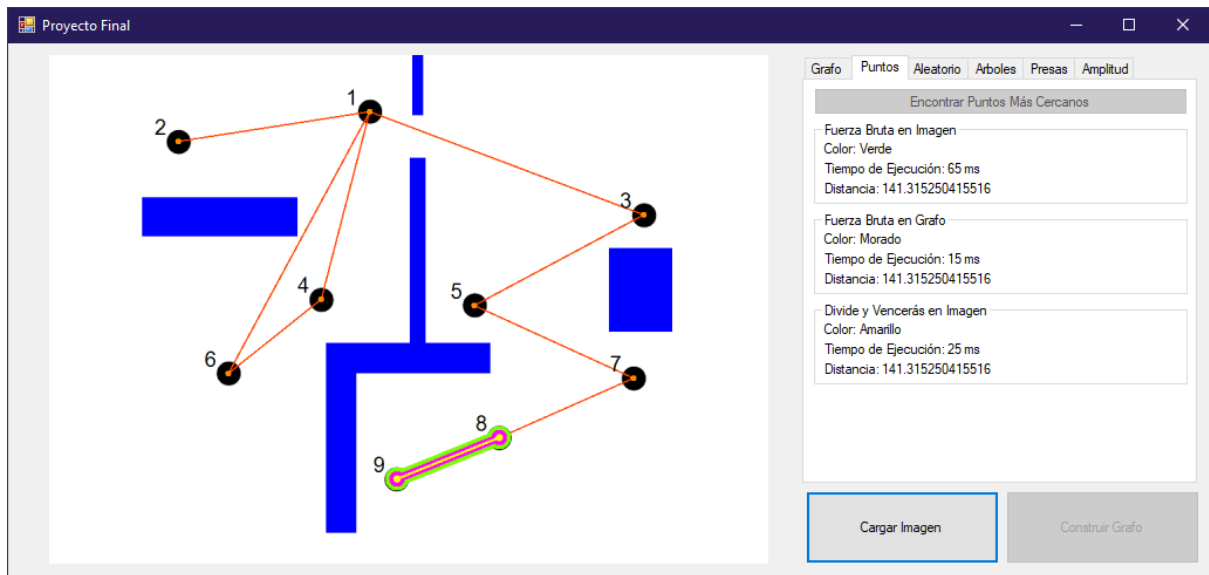 Proyecto Final
1
2
3
4
5
6
7
8
9
Grafo Puntos Aleatorio Arboles Presas Amplitud
Encontrar Puntos Más Cercanos
Fuerza Bruta en Imagen
Color: Verde
Tiempo de Ejecución: 65 ms
Distancia: 141.315250415516
Fuerza Bruta en Grafo
Color: Morado
Tiempo de Ejecución: 15 ms
Distancia: 141.315250415516
Divide y Vencerás en Imagen
Color: Amarillo
Tiempo de Ejecución: 25 ms
Distancia: 141.315250415516
Cargar Imagen
Construir Grafo